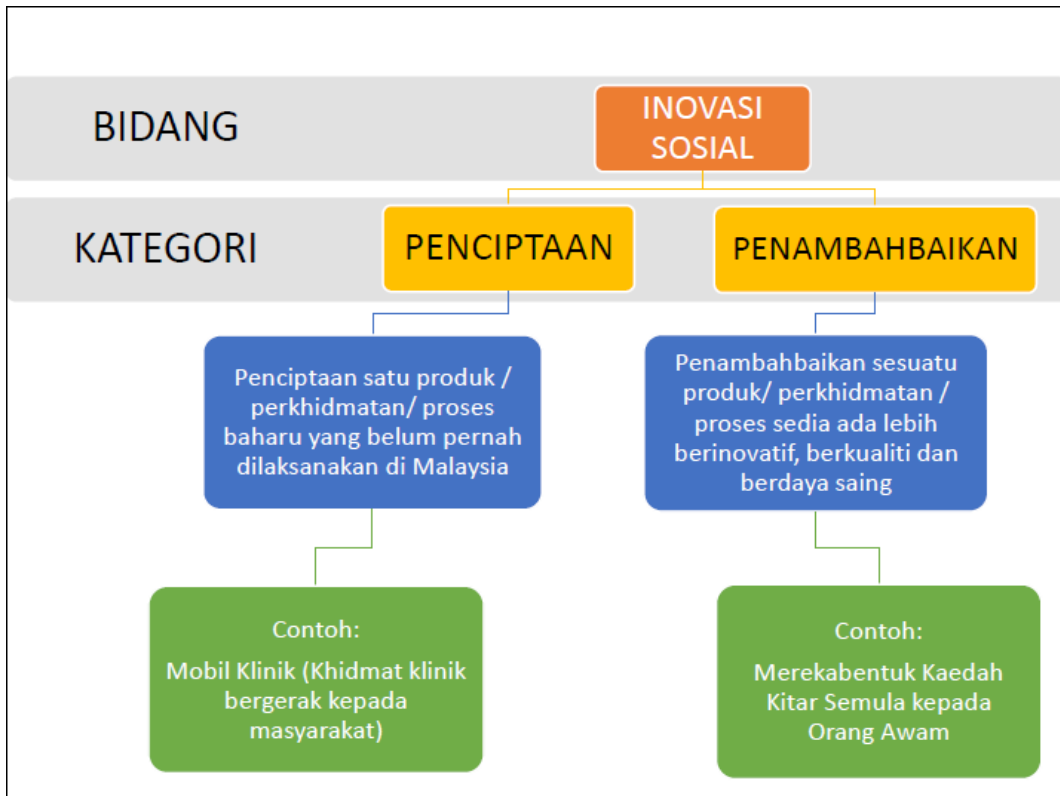 BIDANG
INOVASI
SOSIAL
KATEGORI
PENCIPTAAN
PENAMBAHBAIKAN
Penciptaan satu produk /
perkhidmatan/ proses
baharu yang belum pernah
dilaksanakan di Malaysia
Penambahbaikan sesuatu
produk/ perkhidmatan /
proses sedia ada lebih
berinovatif, berkualiti dan
berdaya saing
Contoh:
Mobil Klinik (Khidmat klinik
bergerak kepada
masyarakat)
Contoh:
Merekabentuk Kaedah
Kitar Semula kepada
Orang Awam